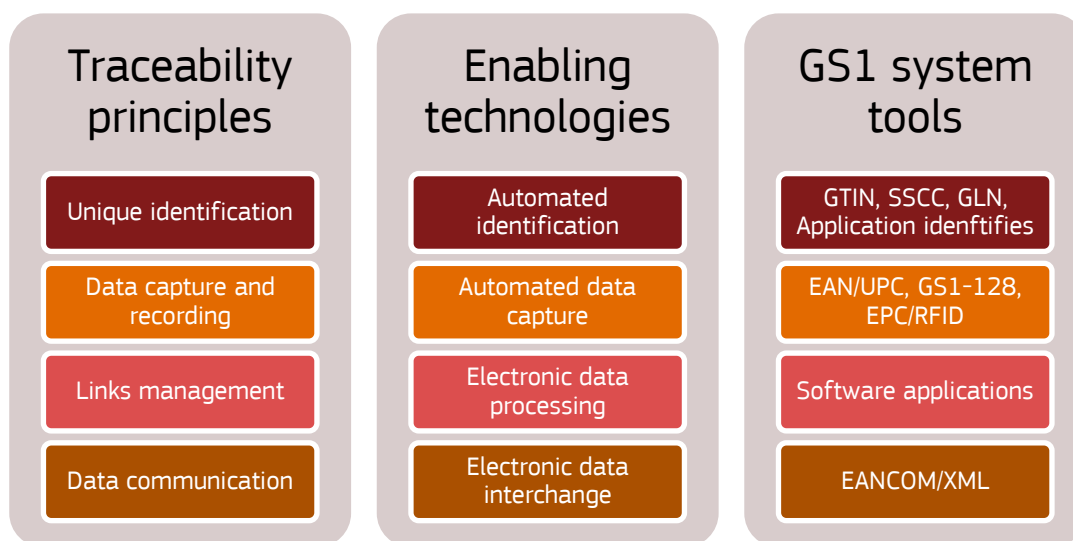 Traceability
principles
Unique identification
Data capture and
recording
Links management
Data communication
Enabling
technologies
Automated
identification
Automated data
capture
Electronic data
processing
Electronic data
interchange
GS1 system
tools
GTIN, SSCC, GLN,
Application idenftifies
EAN/UPC, GS1-128,
EPC/RFID
Software applications
EANCOM/XML